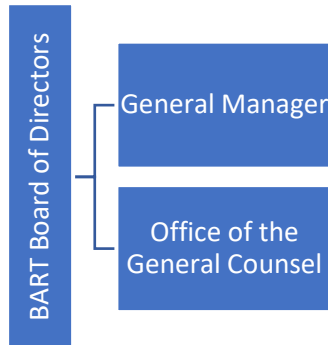 BART Board of Directors
General Manager
Office of the
General Counsel